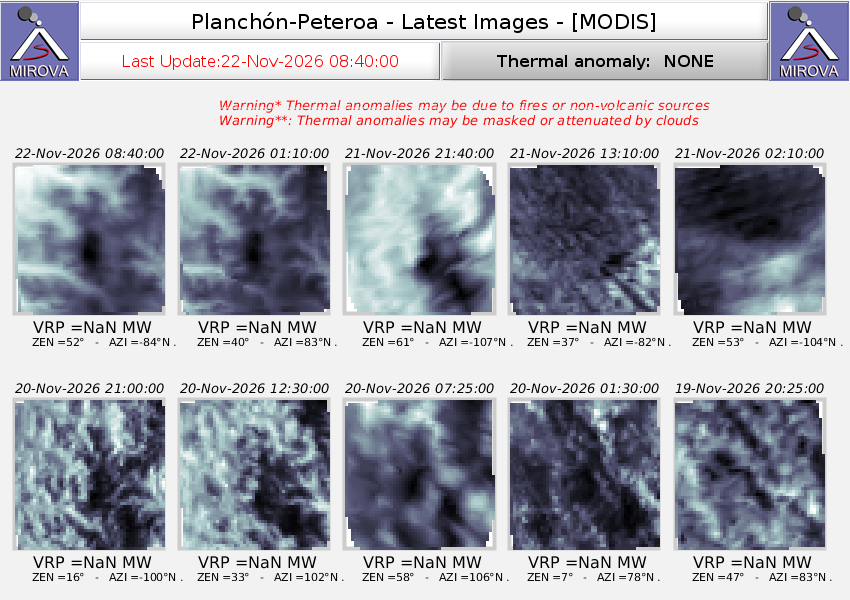 Planchón-Peteroa - Latest Images - [MODIS]
MIROVA
MIROVA
Last Update:22-Nov-2026 08:40:00
Thermal anomaly: NONE
Warning* Thermal anomalies may be due to fires or non-volcanic sources
Warning**: Thermal anomalies may be masked or attenuated by clouds
22-Nov-2026 08:40:00 22-Nov-2026 01:10:00 21-Nov-2026 21:40:00 21-Nov-2026 13:10:00 21-Nov-2026 02:10:00
VRP =NaN MW VRP =NaN MW VRP =NaN MW VRP =NaN MW VRP =NaN MW
ZEN =52° - AZI =-84°N . ZEN =40° - AZI =83°N . ZEN =61° - AZI =-107°N . ZEN =37° - AZI =-82°N . ZEN =53° - AZI =-104°N .
20-Nov-2026 21:00:00 20-Nov-2026 12:30:00 20-Nov-2026 07:25:00 20-Nov-2026 01:30:00 19-Nov-2026 20:25:00
VRP =NaN MW VRP =NaN MW VRP =NaN MW VRP =NaN MW VRP =NaN MW
ZEN =16° - AZI =-100°N . ZEN =33° - AZI =102°N . ZEN =58° - AZI =106°N . ZEN =7° - AZI =78°N . ZEN =47° - AZI =83°N .